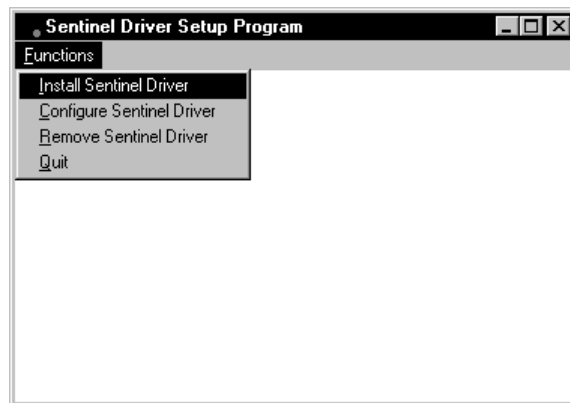 Sentinel Driver Setup Program
Functions
Install Sentinel Driver
Configure Sentinel Driver
Remove Sentinel Driver
Quit